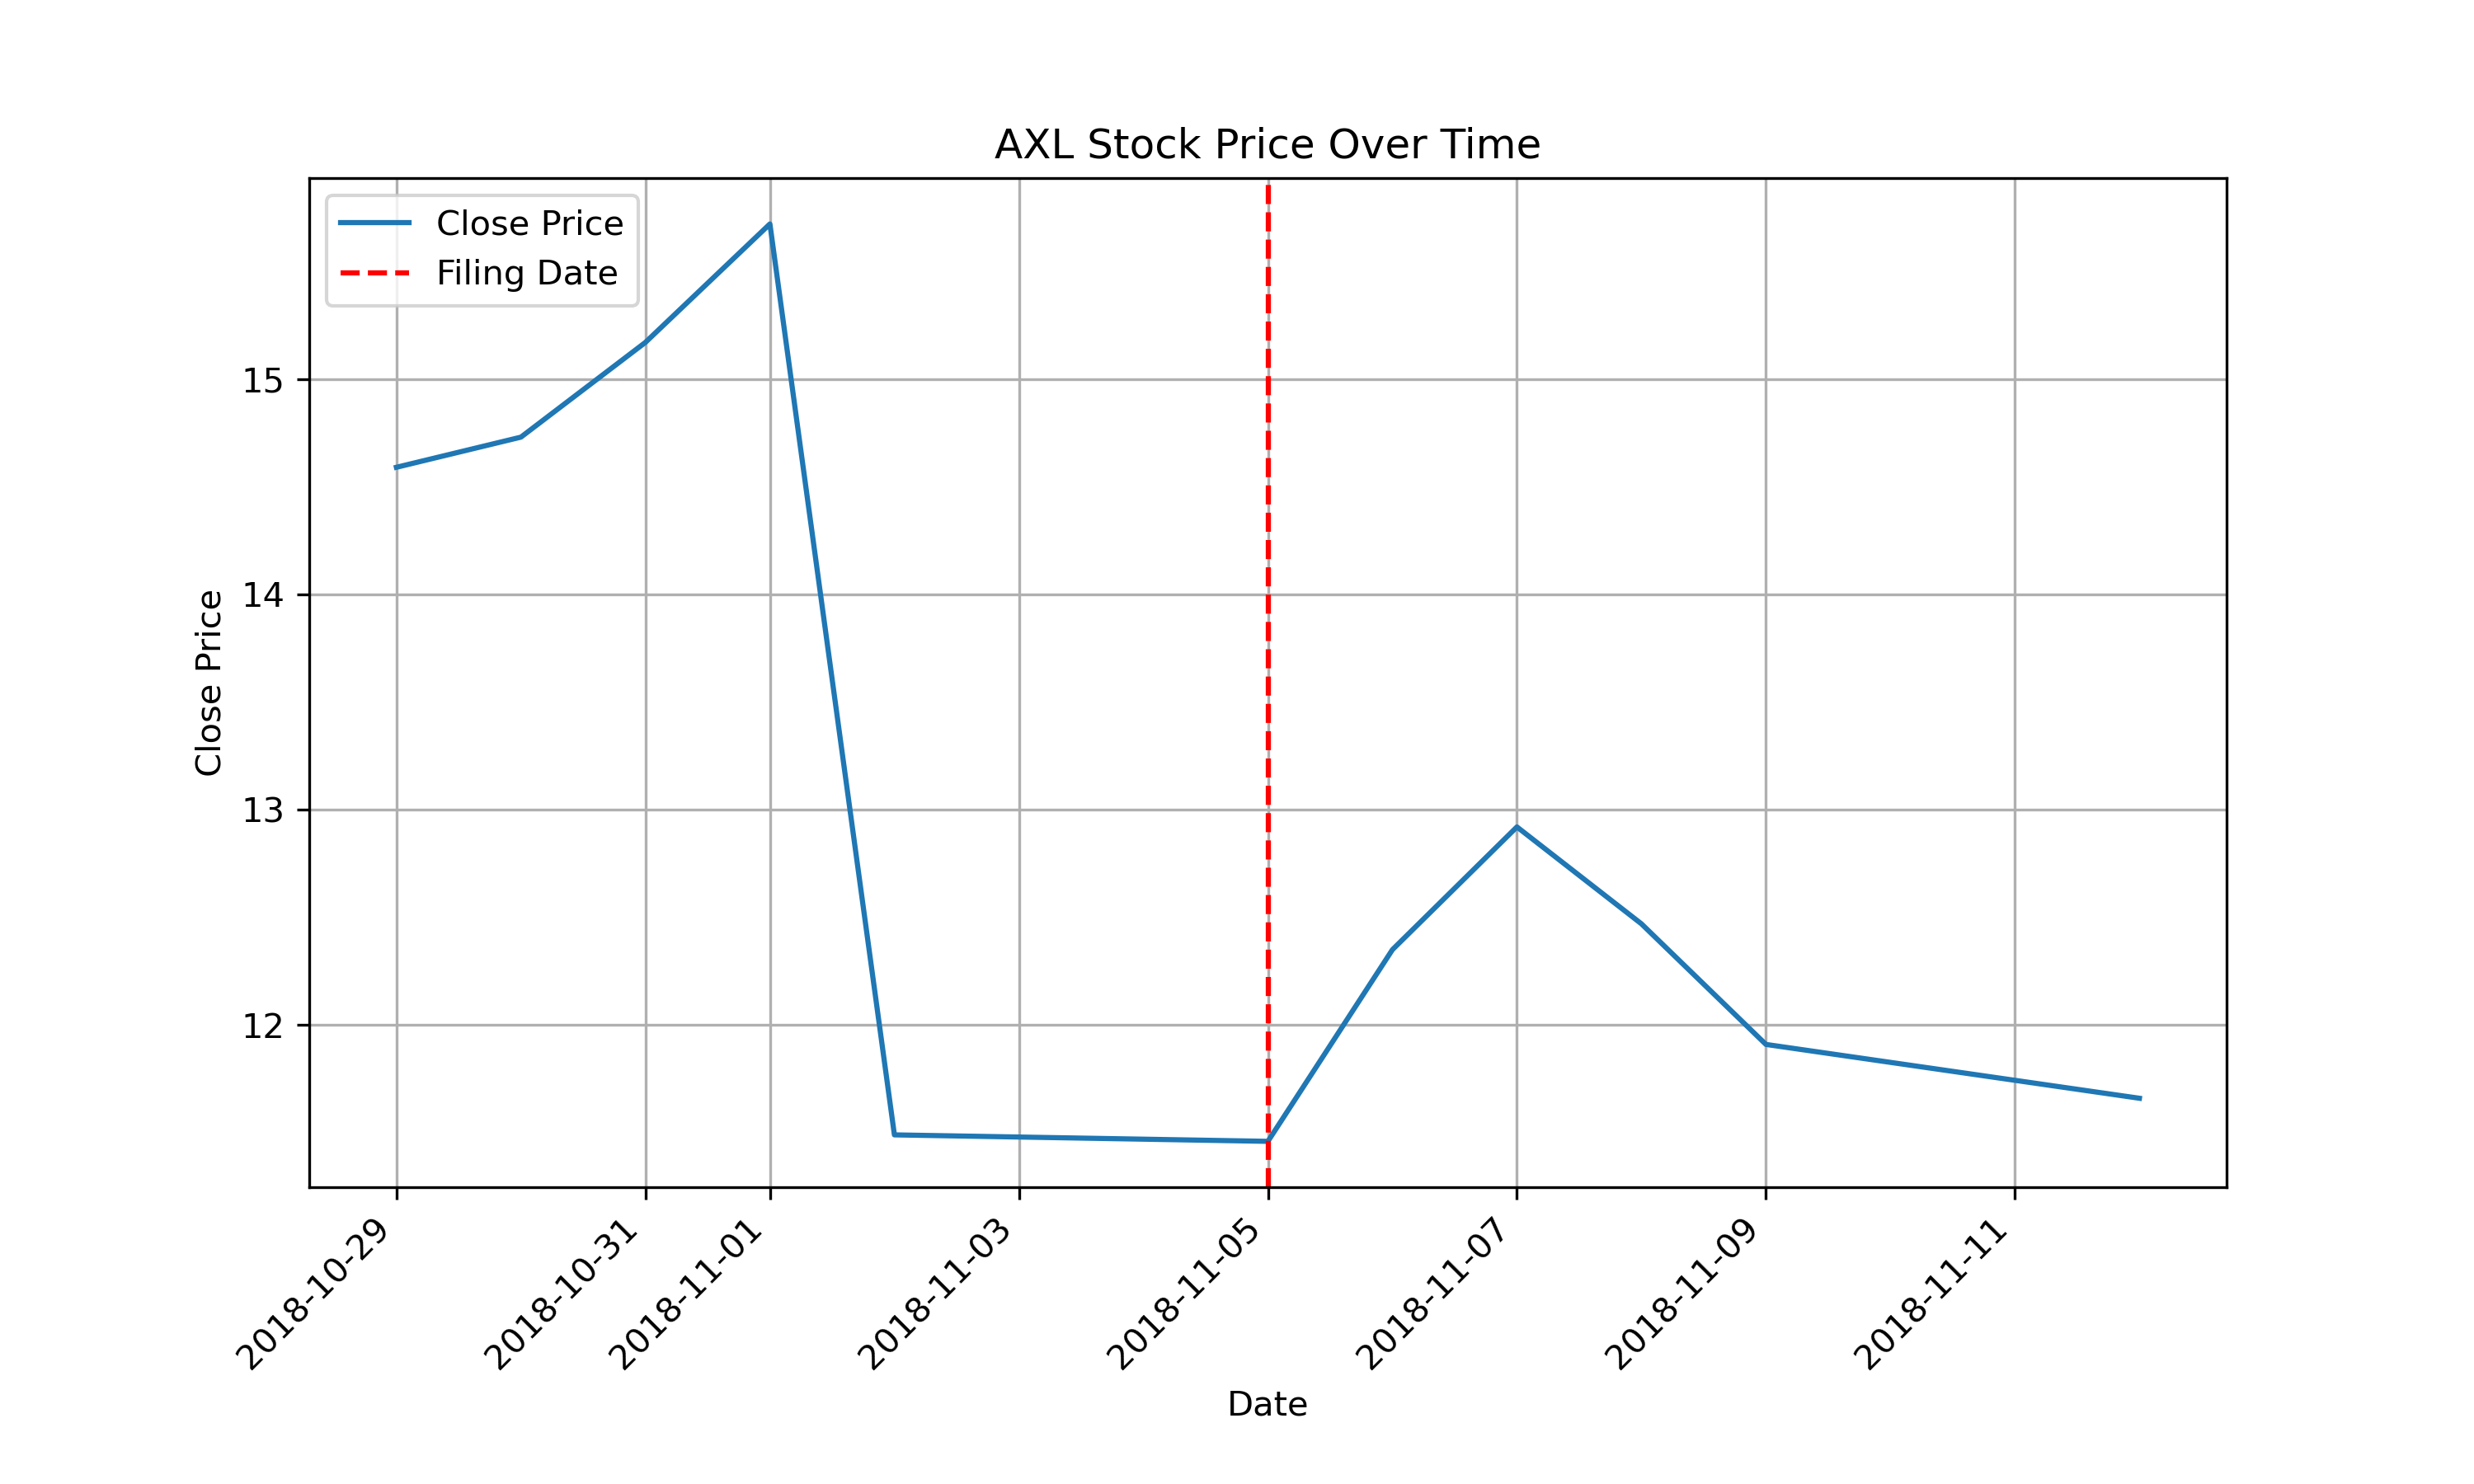 AXL Stock Price Over Time
Close Price
Filing Date
Close Price
15
14
13
12
2018-10-29
2018-10-31
2018-11-01
2018-11-03
2018-11-05
2018-11-07
2018-11-09
2018-11-11
Date